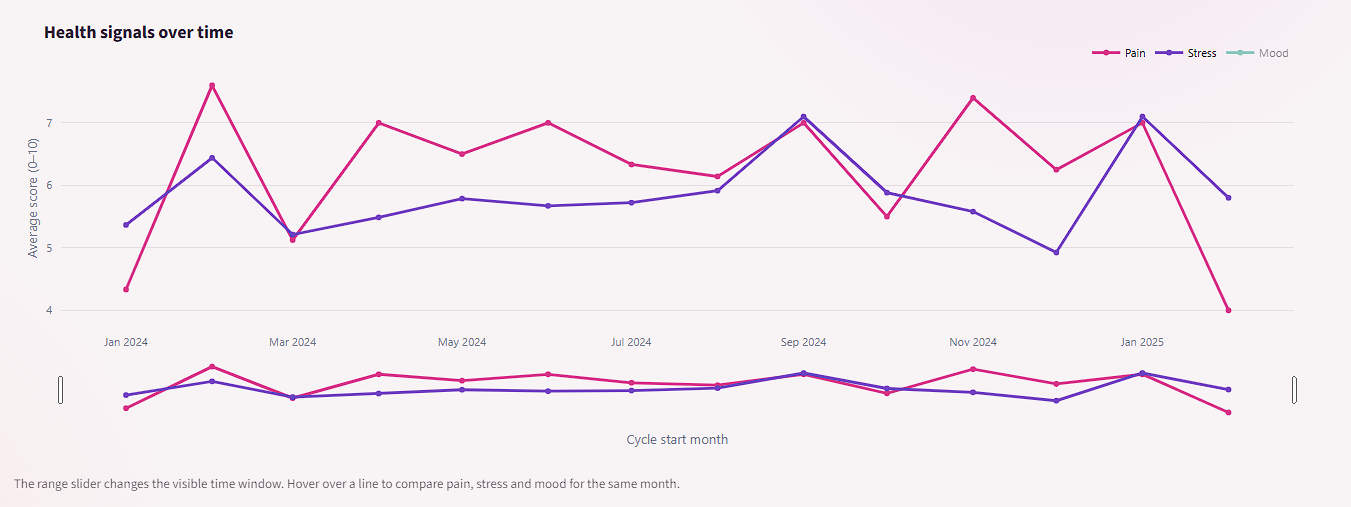 Health signals over time
Pain Stress Mood
7
6
5
4
Average score (0–10)
Jan 2024 Mar 2024 May 2024 Jul 2024 Sep 2024 Nov 2024 Jan 2025
Cycle start month
The range slider changes the visible time window. Hover over a line to compare pain, stress and mood for the same month.